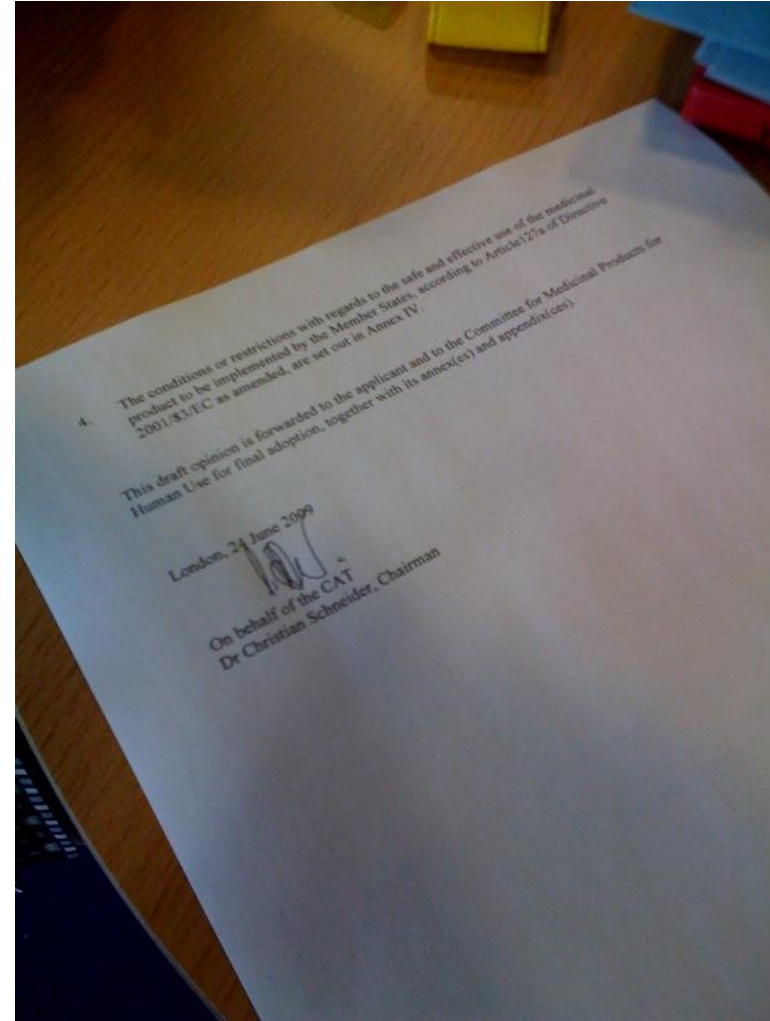 4. The conditions or restrictions with regards to the safe and effective use of the medicinal
product to be implemented by the Member States, according to Article127a of Directive
2001/83/EC as amended, are set out in Annex IV.
This draft opinion is forwarded to the applicant and to the Committee for Medicinal Products for
Human Use for final adoption, together with its annex(es) and appendix(ces).
London, 24 June 2009
On behalf of the CAT
Dr Christian Schneider, Chairman